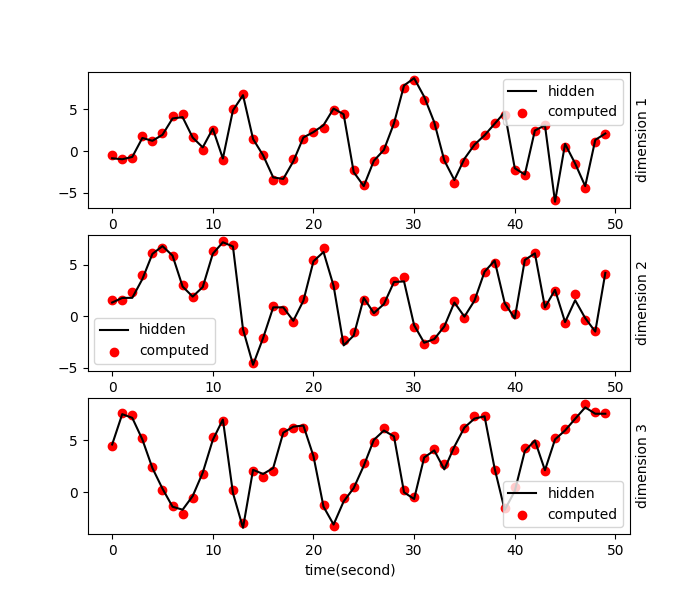 hidden
computed
dimension 1
5
0
−5
0 10 20 30 40 50
dimension 2
5
0
−5
hidden
computed
0 10 20 30 40 50
dimension 3
5
0
hidden
computed
0 10 20 30 40 50
time(second)